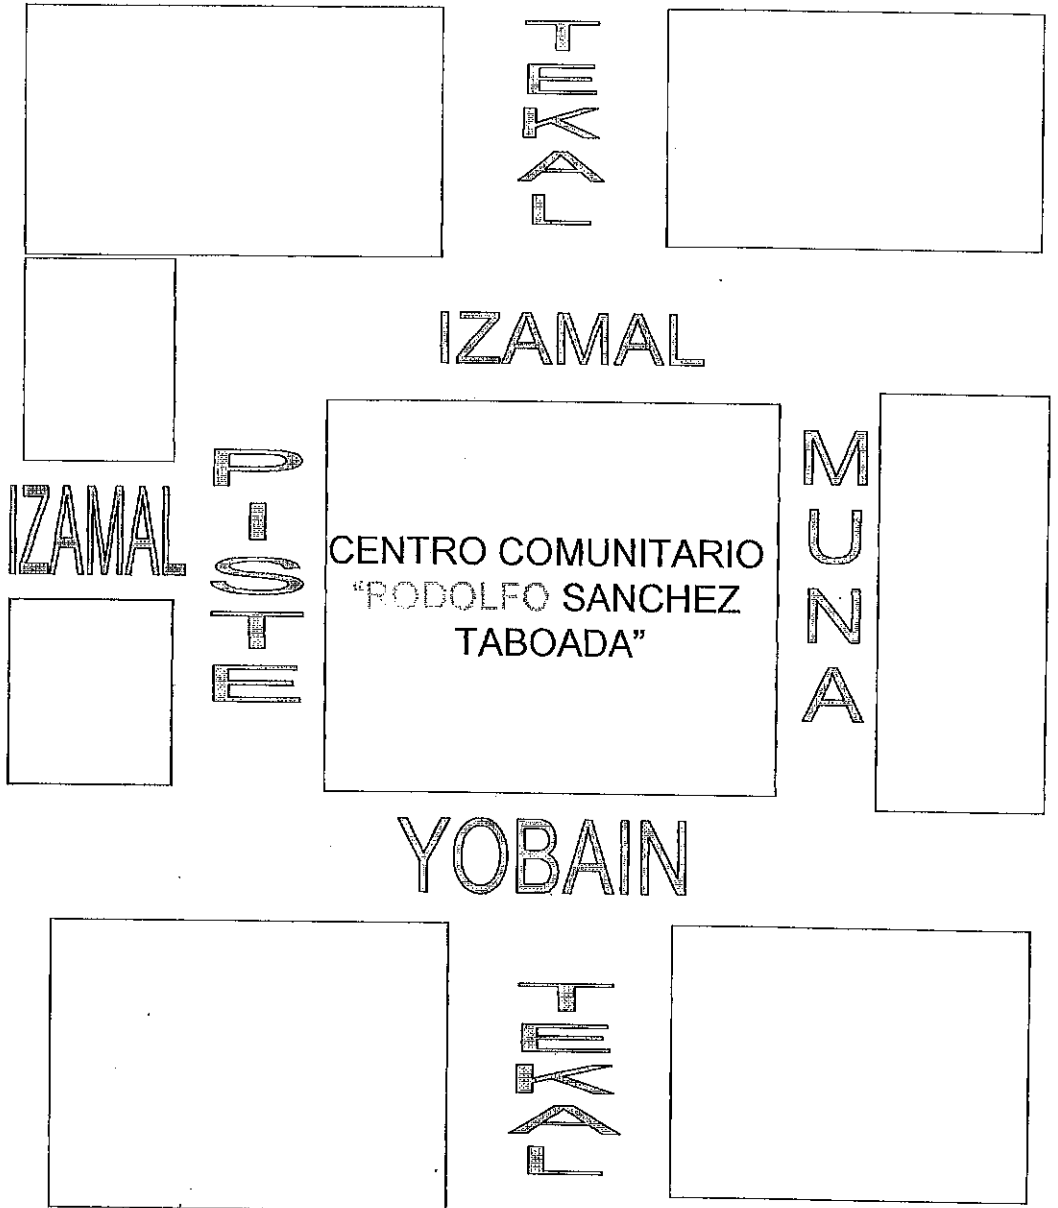 TEKAL
IZAMAL
IZAMAL
PISTE
CENTRO COMUNITARIO
“RODOLFO SANCHEZ
TABOADA”
MUNA
YOBAIN
TEKAL